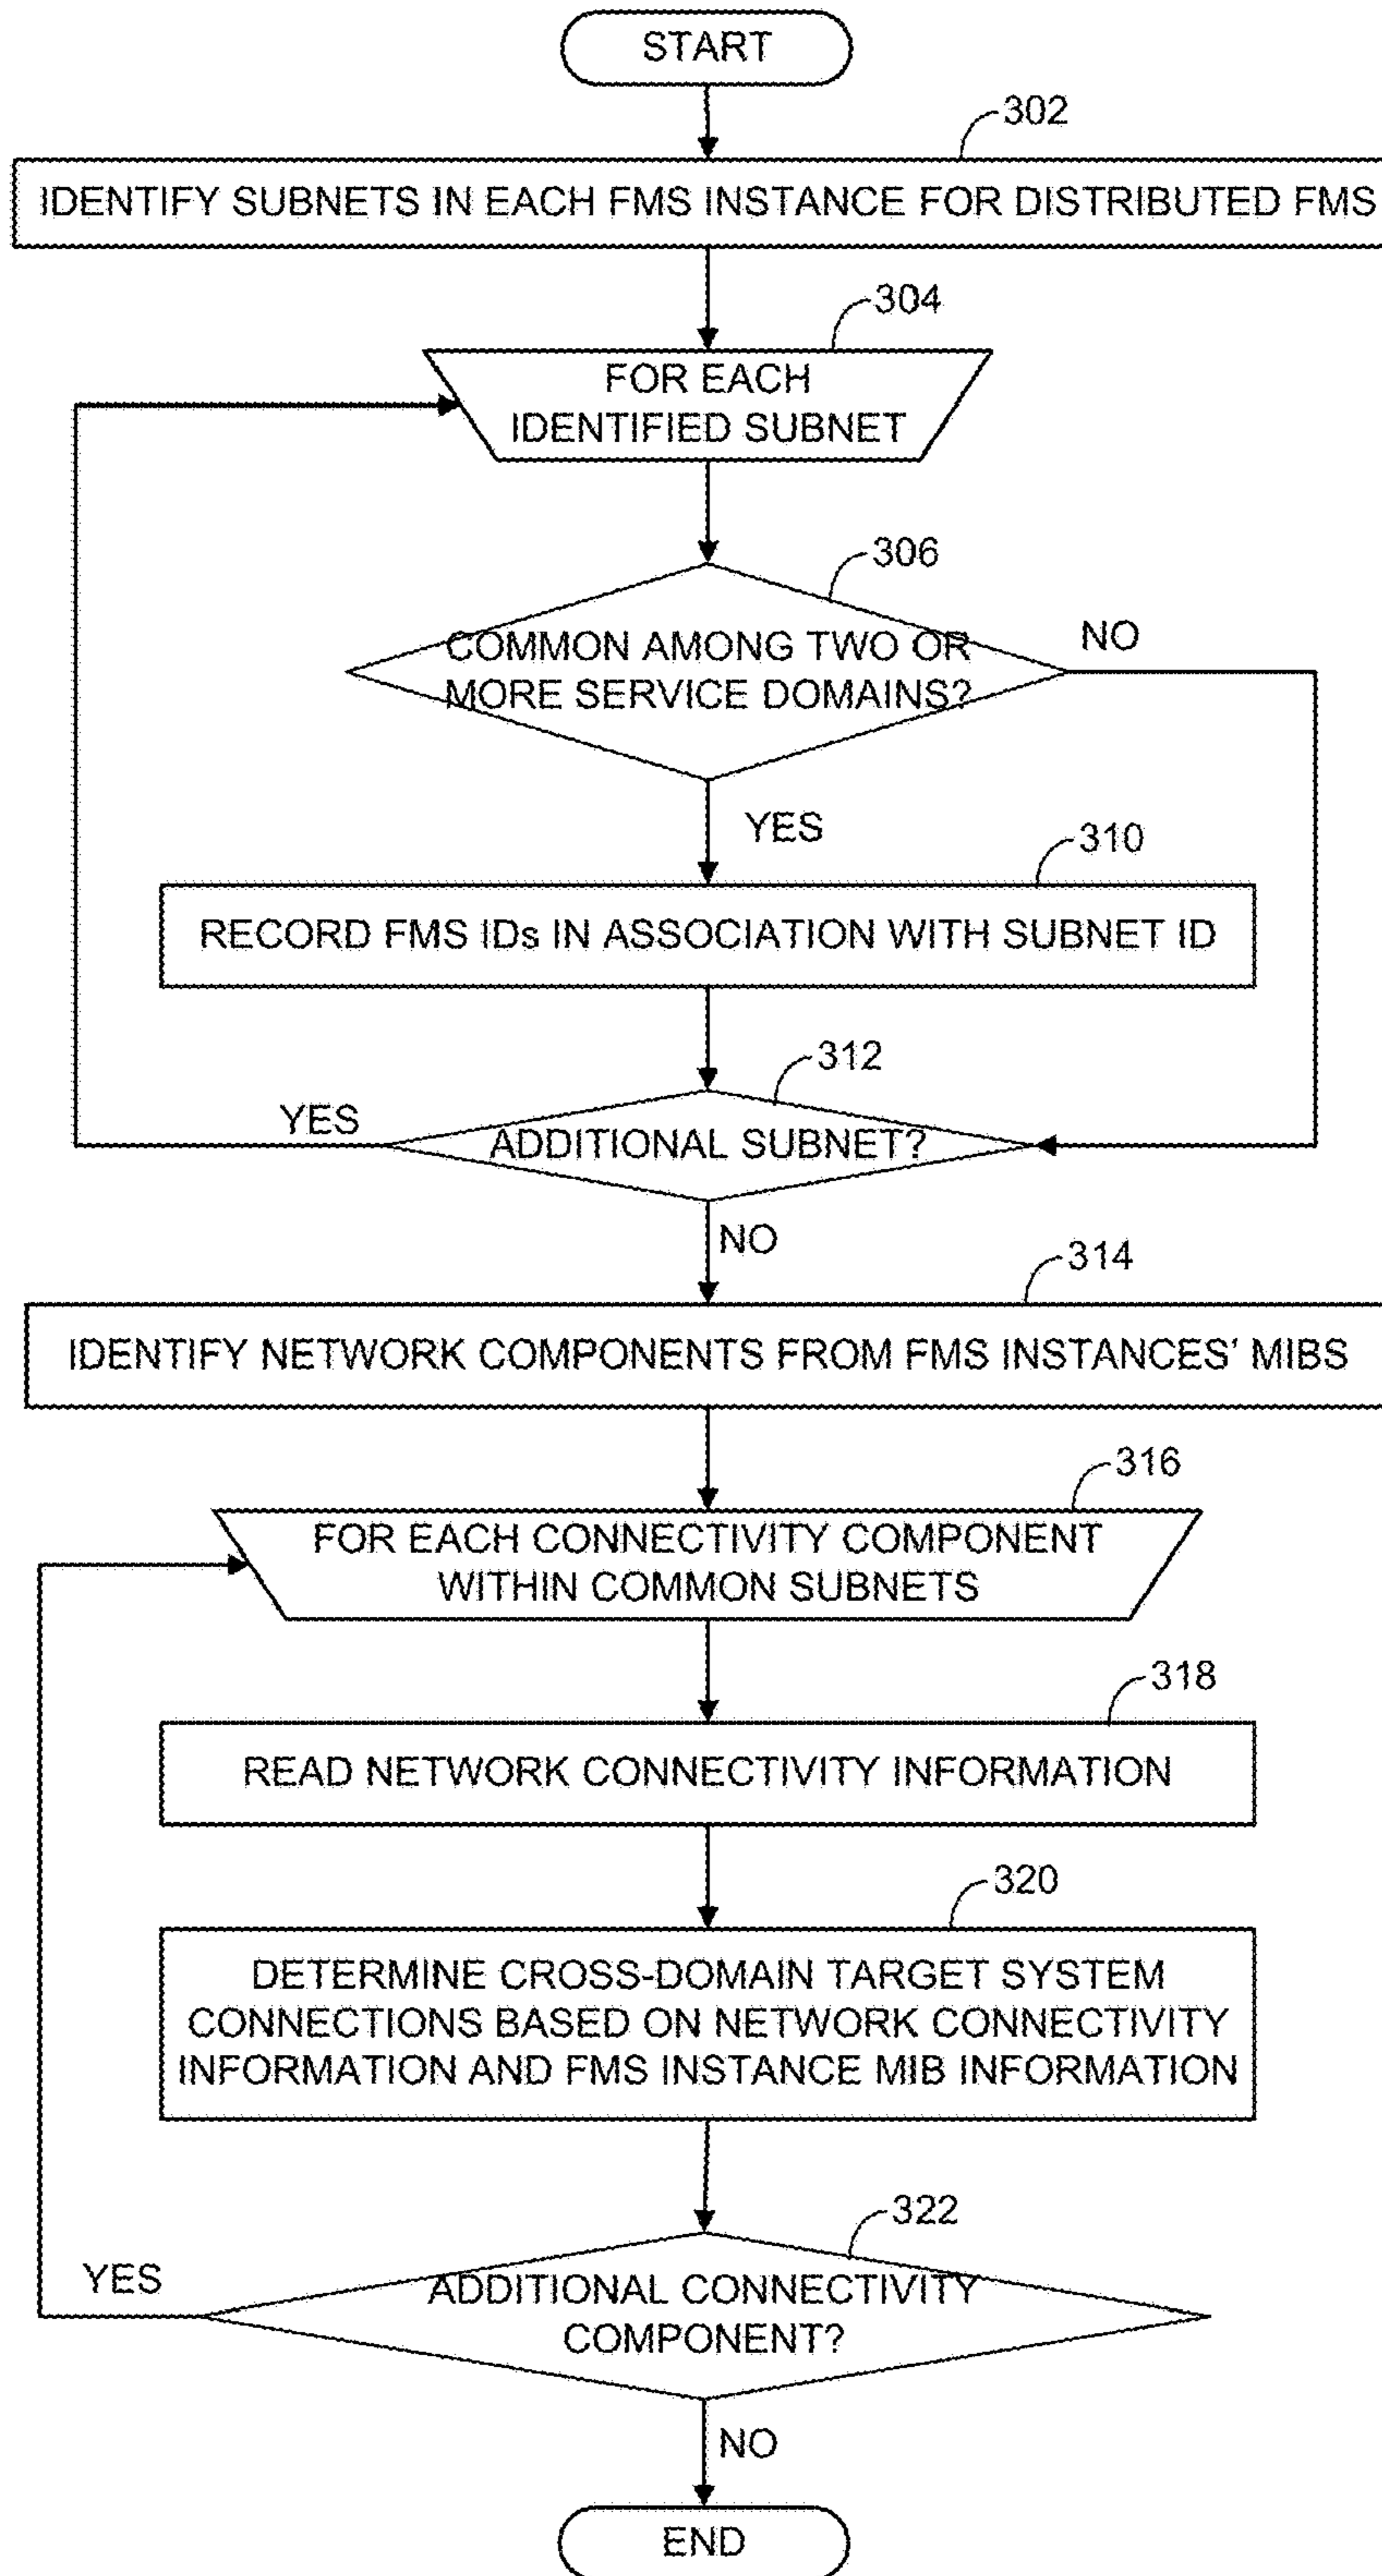 START
302
IDENTIFY SUBNETS IN EACH FMS INSTANCE FOR DISTRIBUTED FMS
304
FOR EACH
IDENTIFIED SUBNET
306
COMMON AMONG TWO OR
MORE SERVICE DOMAINS?
NO
YES
310
RECORD FMS IDs IN ASSOCIATION WITH SUBNET ID
312
YES
ADDITIONAL SUBNET?
NO
314
IDENTIFY NETWORK COMPONENTS FROM FMS INSTANCES' MIBS
316
FOR EACH CONNECTIVITY COMPONENT
WITHIN COMMON SUBNETS
318
READ NETWORK CONNECTIVITY INFORMATION
320
DETERMINE CROSS-DOMAIN TARGET SYSTEM
CONNECTIONS BASED ON NETWORK CONNECTIVITY
INFORMATION AND FMS INSTANCE MIB INFORMATION
322
YES
ADDITIONAL CONNECTIVITY
COMPONENT?
NO
END